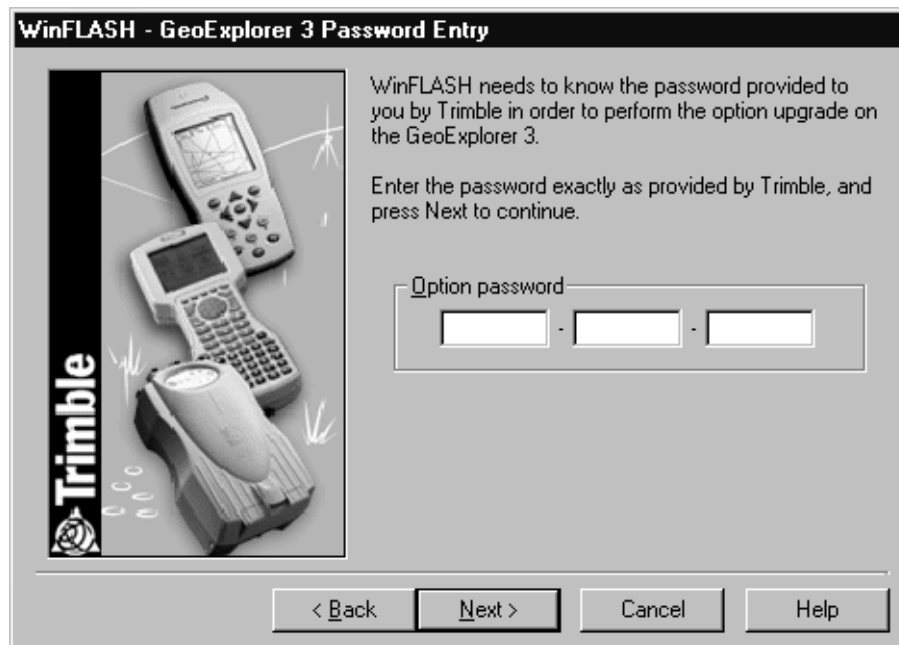 WinFLASH - GeoExplorer 3 Password Entry
WinFLASH needs to know the password provided to
you by Trimble in order to perform the option upgrade on
the GeoExplorer 3.
Enter the password exactly as provided by Trimble, and
press Next to continue.
Option password
- -
Trimble
< Back Next > Cancel Help